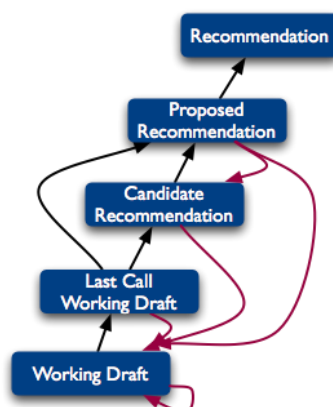 Recommendation
Proposed
Recommendation
Candidate
Recommendation
Last Call
Working Draft
Working Draft